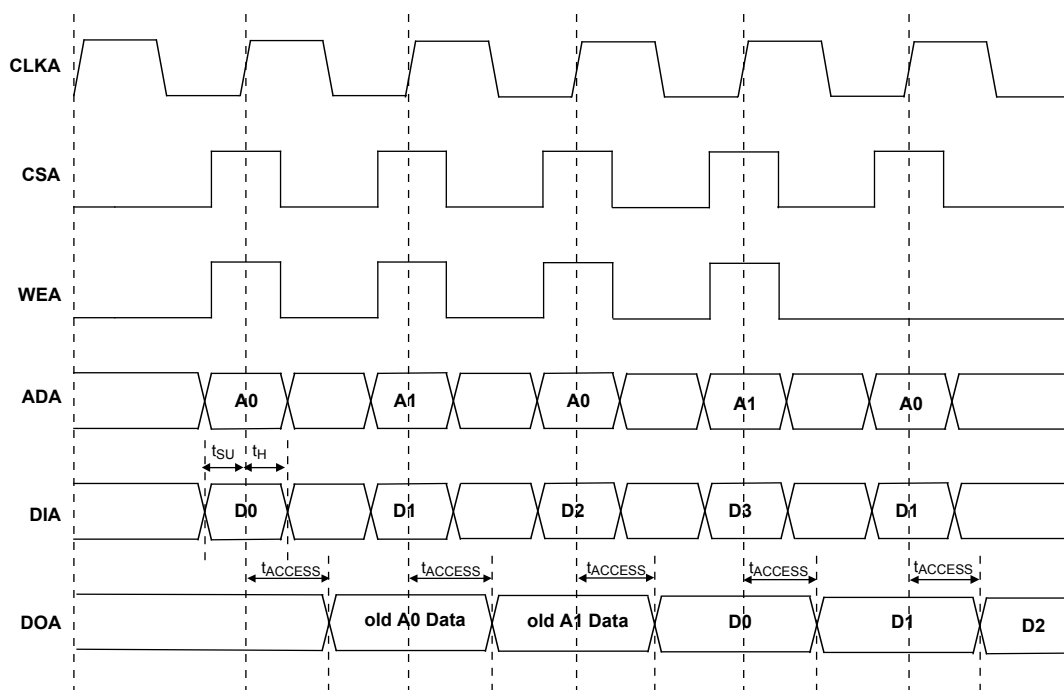 CLKA
CSA
WEA
ADA A0 A1 A0 A1 A0
tSU tH
DIA D0 D1 D2 D3 D1
tACCESS tACCESS tACCESS tACCESS tACCESS
DOA old A0 Data old A1 Data D0 D1 D2